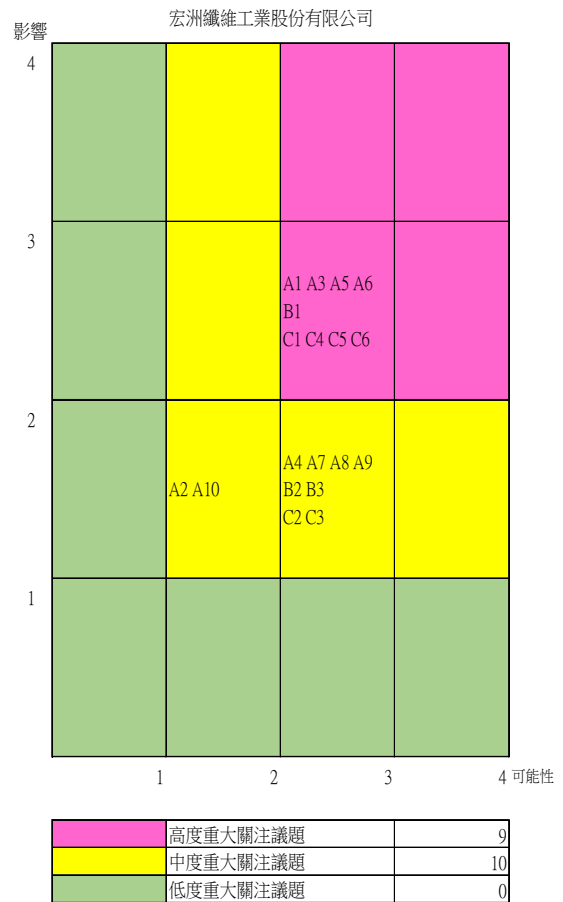 宏洲纖維工業股份有限公司
影響
4
3
A1 A3 A5 A6
B1
C1 C4 C5 C6
2
A2 A10
A4 A7 A8 A9
B2 B3
C2 C3
1
1 2 3 4 可能性
高度重大關注議題 9
中度重大關注議題 10
低度重大關注議題 0